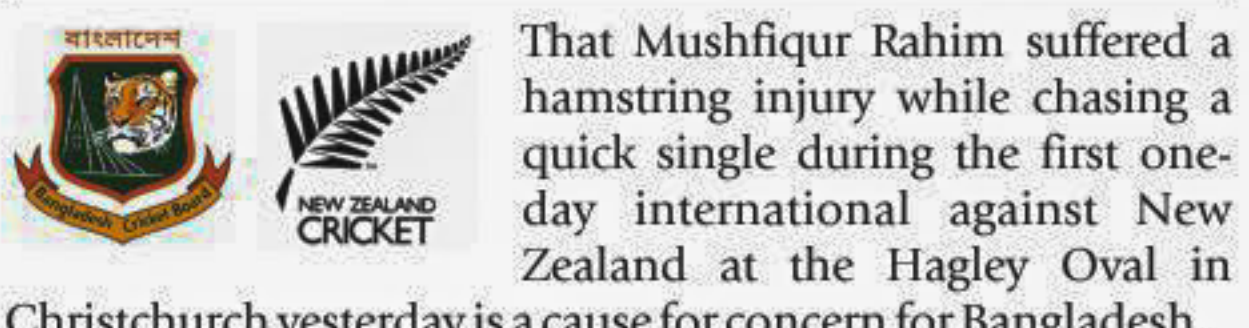 বাংলাদেশ
Bangladesh Cricket Board
NEW ZEALAND
CRICKET
That Mushfiqur Rahim suffered a
hamstring injury while chasing a
quick single during the first one-
day international against New
Zealand at the Hagley Oval in
Christchurch yesterday is a cause for concern for Bangladesh